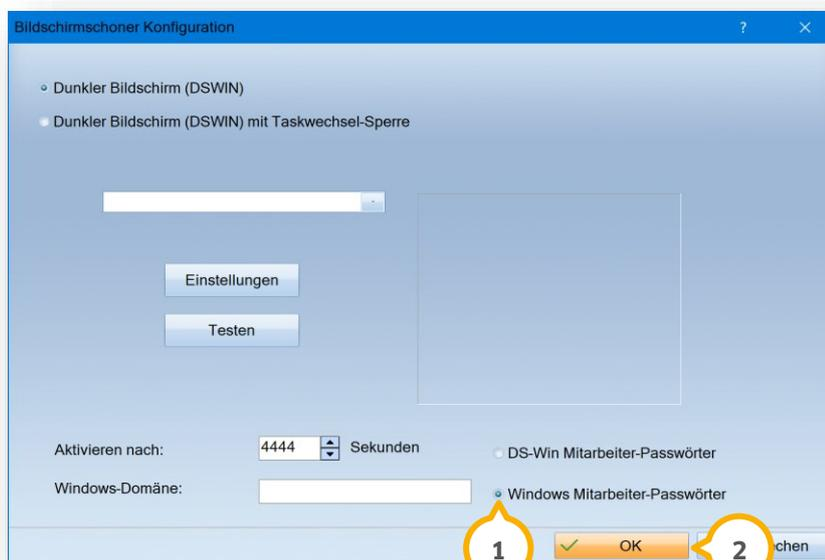 Bildschirmschoner Konfiguration ? ×
Dunkler Bildschirm (DSWIN)
Dunkler Bildschirm (DSWIN) mit Taskwechsel-Sperre
Einstellungen
Testen
Aktivieren nach: 4444 Sekunden
DS-Win Mitarbeiter-Passwörter
Windows-Domäne:
Windows Mitarbeiter-Passwörter
1 OK 2